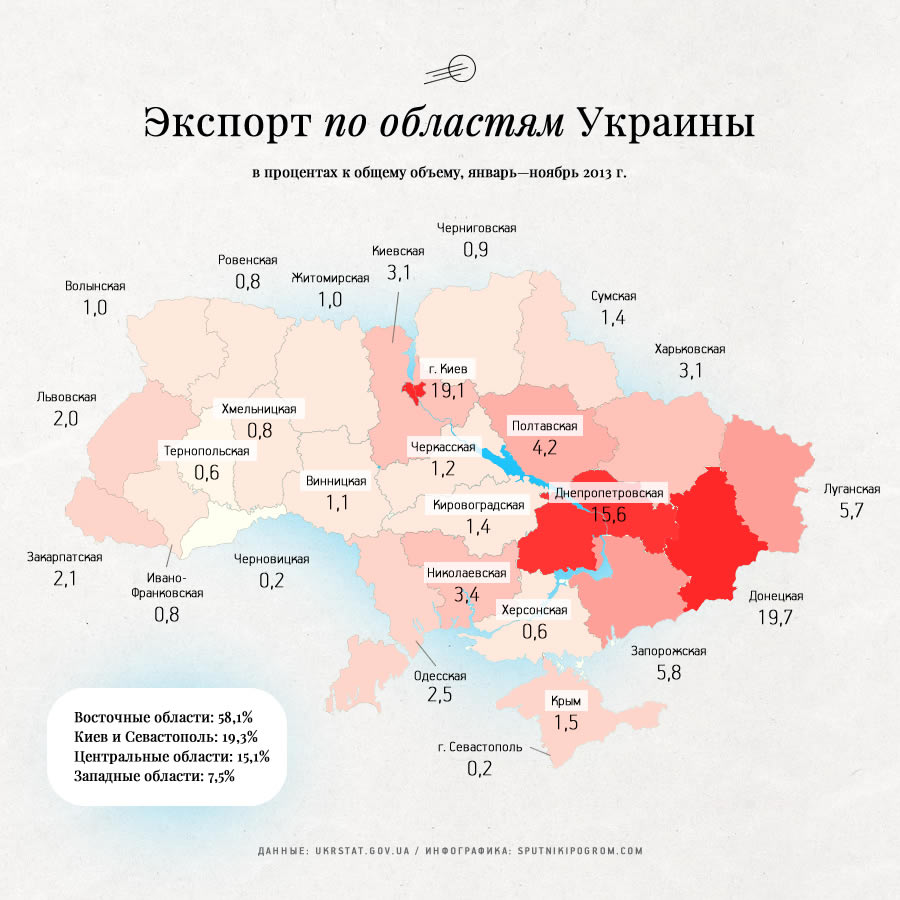 Экспорт по областям Украины
в процентах к общему объему, январь—ноябрь 2013 г.
Черниговская
0,9
Киевская
3,1
Ровенская
0,8
Житомирская
1,0
Волынская
1,0
Сумская
1,4
Харьковская
3,1
г. Киев
19,1
Львовская
2,0
Хмельницкая
0,8
Полтавская
4,2
Тернопольская
0,6
Черкасская
1,2
Винницкая
1,1
Днепропетровская
15,6
Кировоградская
1,4
Луганская
5,7
Закарпатская
2,1
Ивано-
Франковская
0,8
Черновицкая
0,2
Николаевская
3,4
Донецкая
19,7
Херсонская
0,6
Запорожская
5,8
Одесская
2,5
Крым
1,5
г. Севастополь
0,2
Восточные области: 58,1%
Киев и Севастополь: 19,3%
Центральные области: 15,1%
Западные области: 7,5%
ДАННЫЕ: UKRSTAT.GOV.UA / ИНФОГРАФИКА: SPUTNIKIPOGROM.COM